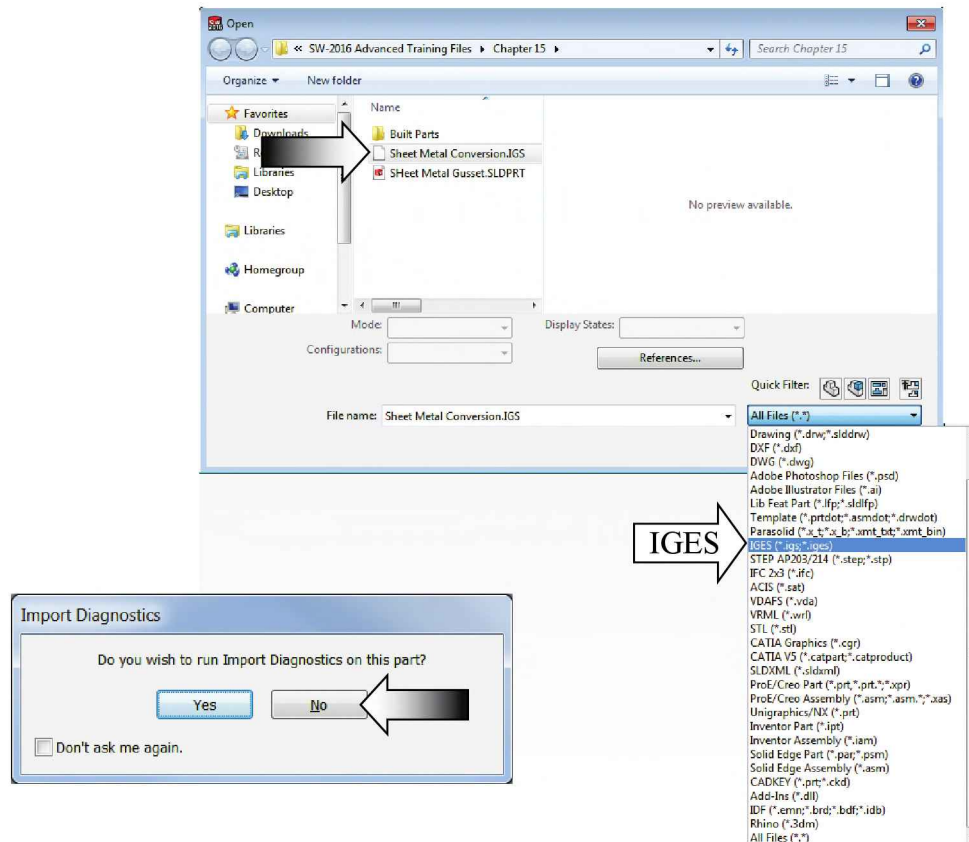 Open
« SW-2016 Advanced Training Files ▸ Chapter 15 ▸
Search Chapter 15
Organize ▾ New folder
Favorites
Downloads
R
Libraries
Desktop
Libraries
Homegroup
Computer
Name
Built Parts
Sheet Metal Conversion.IGS
SHeet Metal Gusset.SLDPRT
No preview available.
Mode:
Display States:
Configurations:
References...
Quick Filter:
File name: Sheet Metal Conversion.IGS
All Files (*.*)
Drawing (*.drw;*.slddrw)
DXF (*.dxf)
DWG (*.dwg)
Adobe Photoshop Files (*.psd)
Adobe Illustrator Files (*.ai)
Lib Feat Part (*.lfp;*.sldlfp)
Template (*.prtdot;*.asmdot;*.drwdot)
Parasolid (*.x_t;*.x_b;*.xmt_txt;*.xmt_bin)
IGES (*.igs;*.iges)
STEP AP203/214 (*.step;*.stp)
IFC 2x3 (*.ifc)
ACIS (*.sat)
VDAFS (*.vda)
VRML (*.wrl)
STL (*.stl)
CATIA Graphics (*.cgr)
CATIA V5 (*.catpart;*.catproduct)
SLDXML (*.sldxml)
ProE/Creo Part (*.prt,*.prt.*;*.xpr)
ProE/Creo Assembly (*.asm;*.asm.*;*.xas)
Unigraphics/NX (*.prt)
Inventor Part (*.ipt)
Inventor Assembly (*.iam)
Solid Edge Part (*.par;*.psm)
Solid Edge Assembly (*.asm)
CADKEY (*.prt;*.ckd)
Add-Ins (*.dll)
IDF (*.emn;*.brd;*.bdf;*.idb)
Rhino (*.3dm)
All Files (*.*)
IGES
Import Diagnostics
Do you wish to run Import Diagnostics on this part?
Yes
No
Don't ask me again.